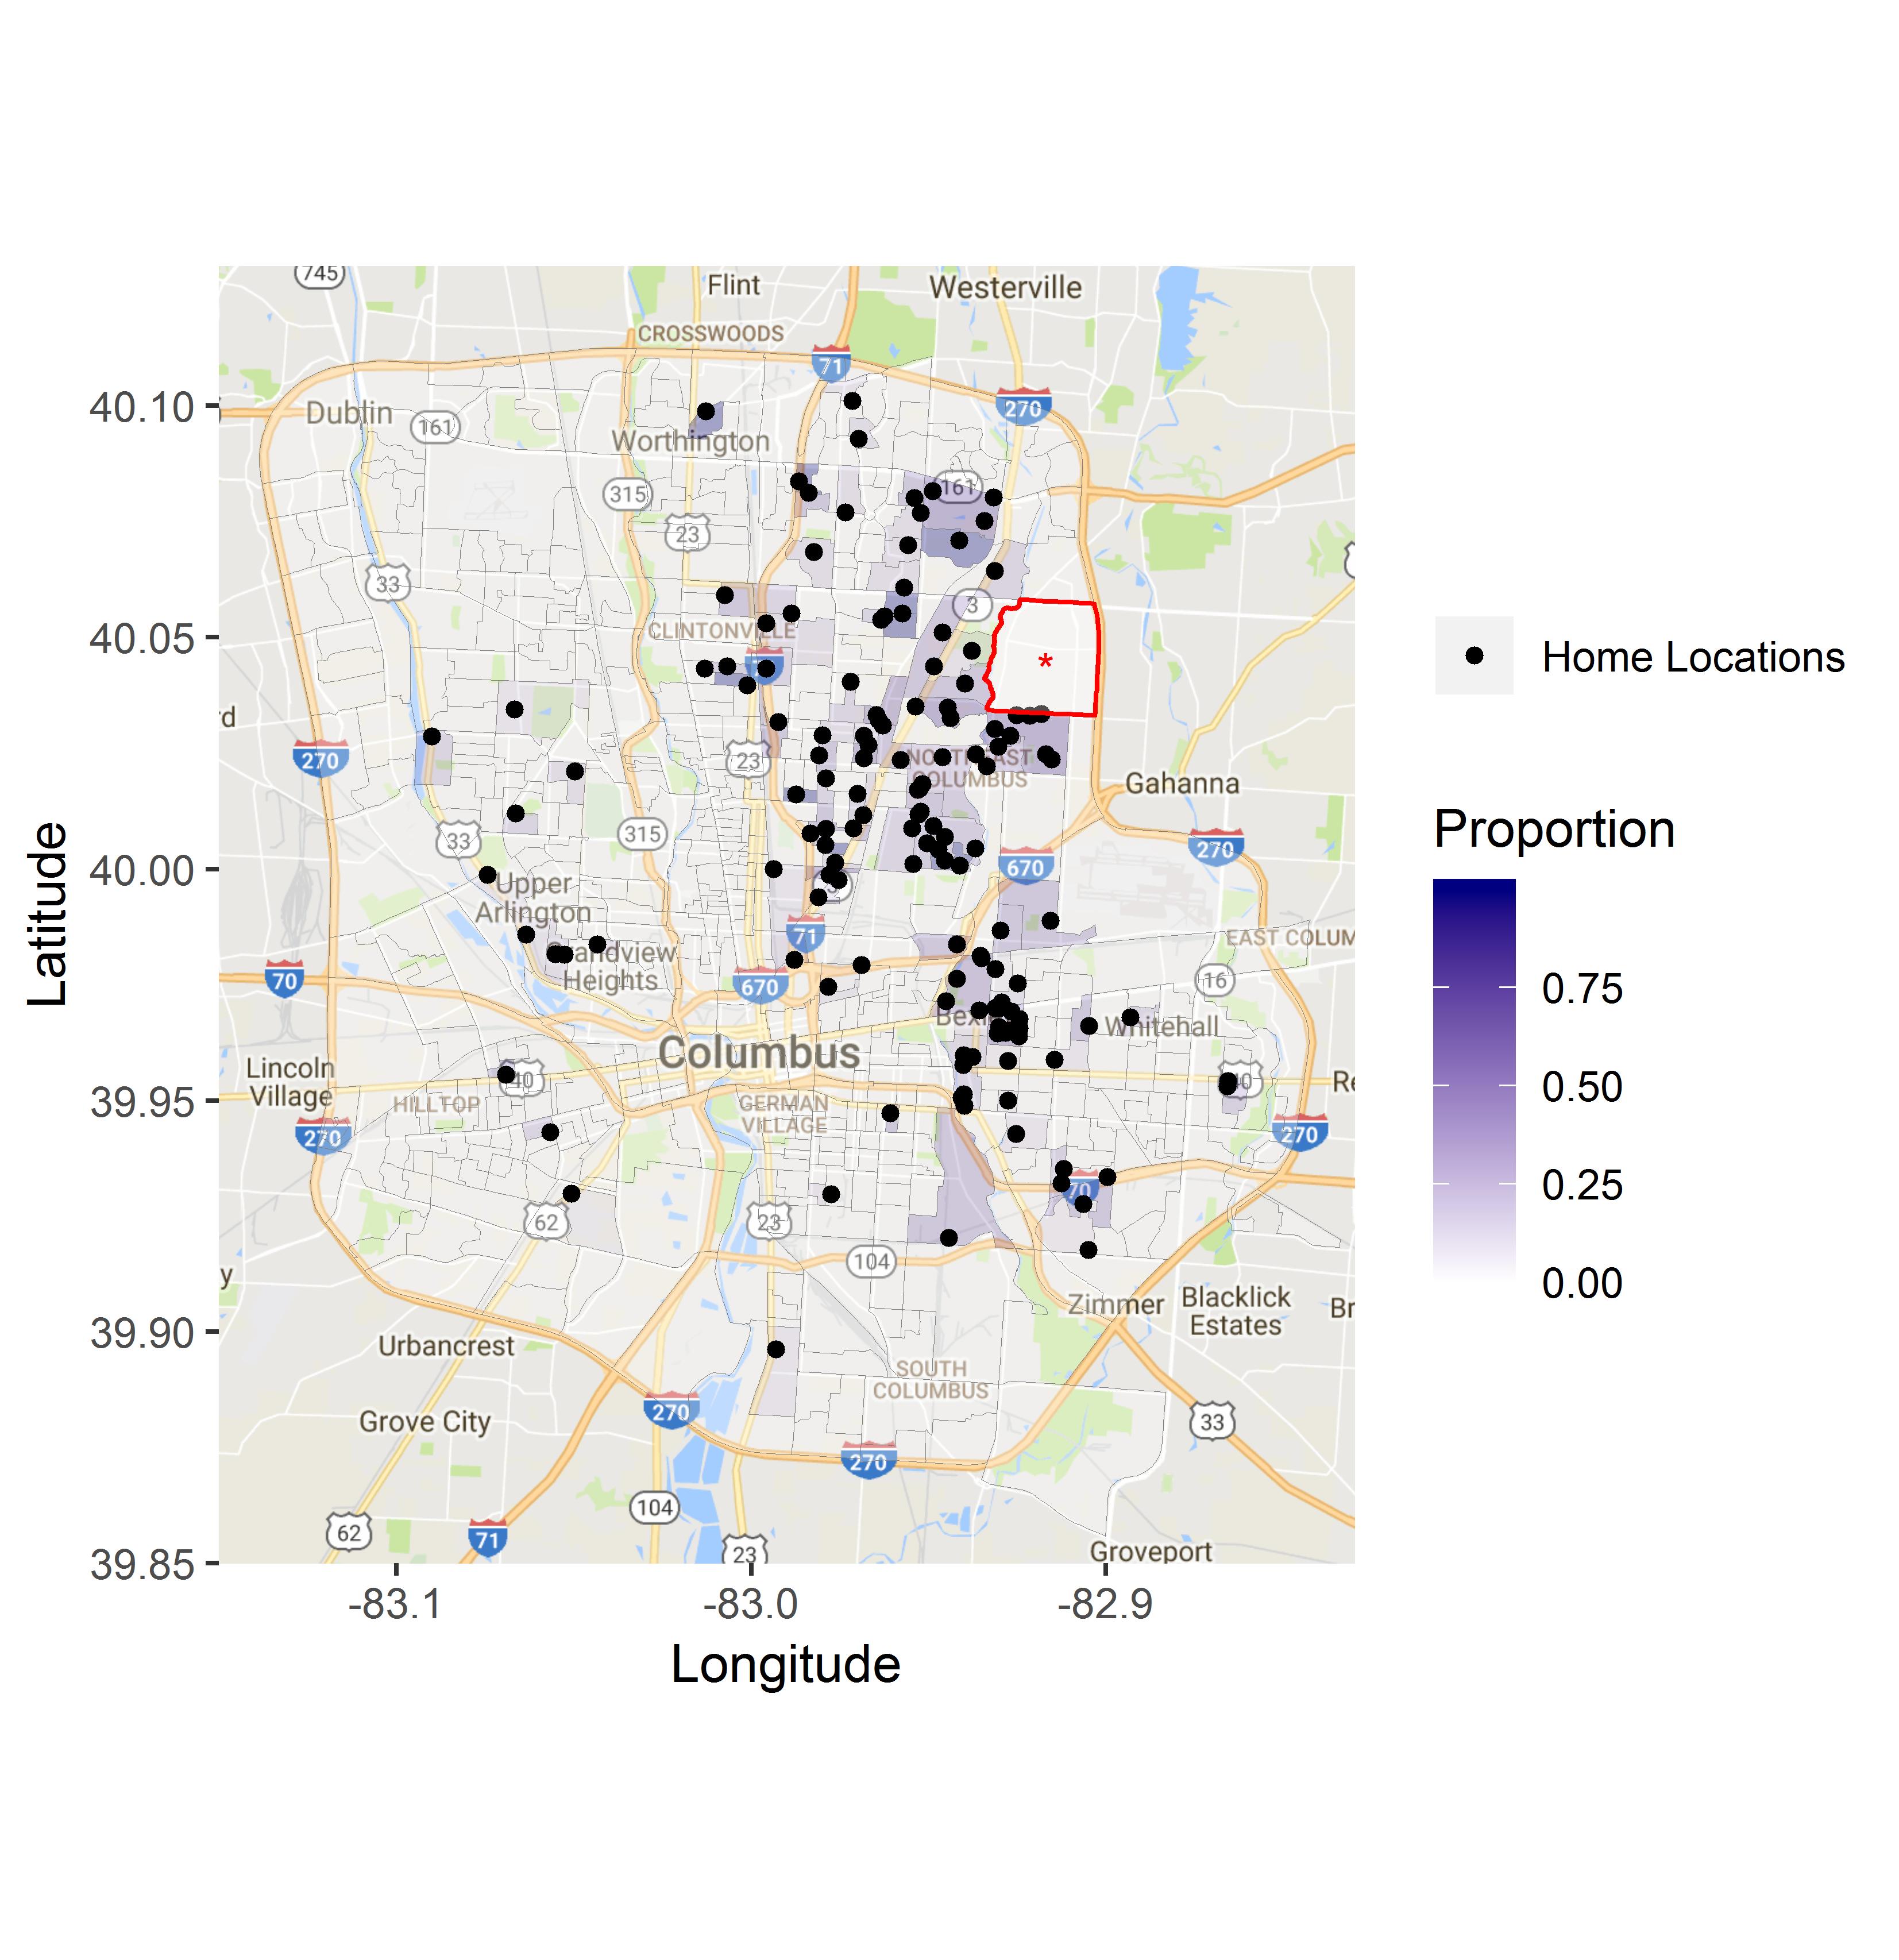 745
Flint
Westerville
CROSSWOODS
71
40.10
Dublin
161
270
Worthington
315
161
23
33
3
40.05
CLINTONVILLE
Home Locations
*
rd
270
23
NORTHEAST
COLUMBUS
Gahanna
Proportion
33
315
270
40.00
670
Upper
Arlington
71
EAST COLUM
Grandview
Heights
70
670
16
0.75
Latitude
Bex
Whitehall
Columbus
Lincoln
Village
40
40
Re
0.50
39.95
HILLTOP
GERMAN
VILLAGE
270
270
70
0.25
62
23
104
y
0.00
Zimmer
Blacklick
Estates
Br
39.90
Urbancrest
SOUTH
COLUMBUS
270
Grove City
33
270
104
62
71
23
Groveport
39.85
-83.1
-83.0
-82.9
Longitude